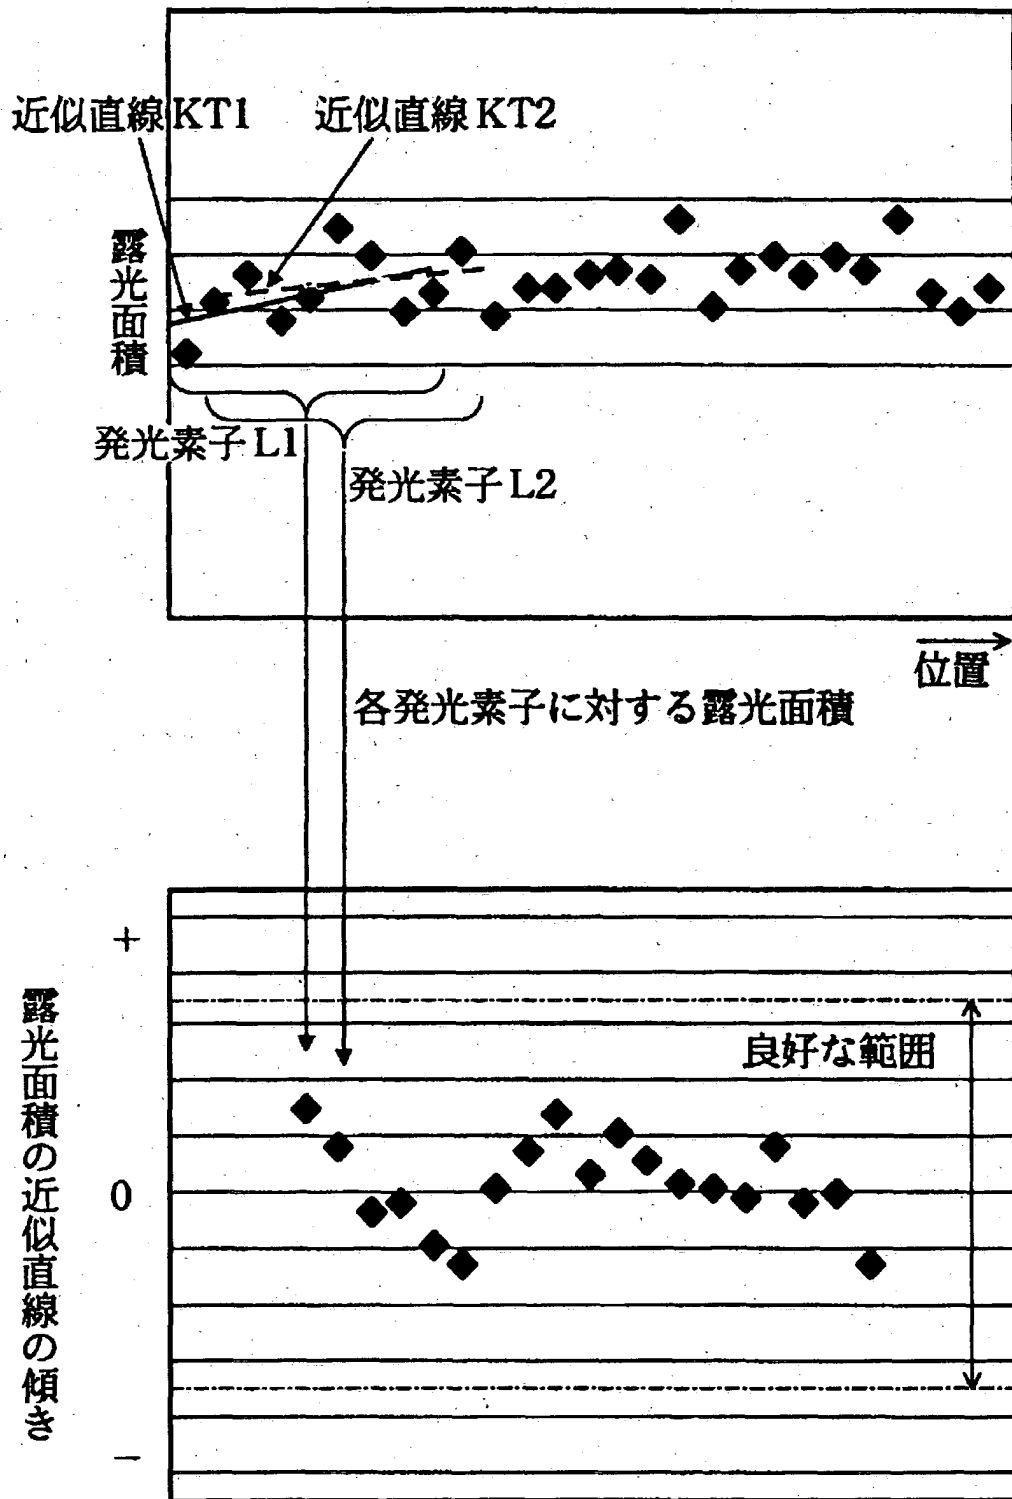 近似直線KT1
近似直線KT2
露光面積
発光素子L1
発光素子L2
位置
各発光素子に対する露光面積
+
露光面積の近似直線の傾き
良好な範囲
0
−